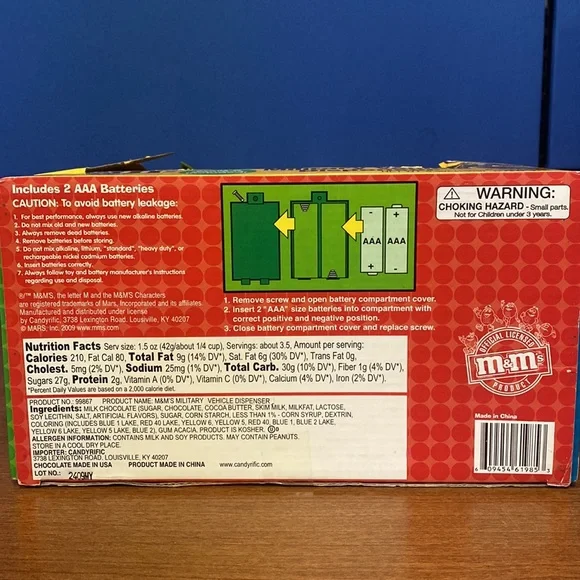 Includes 2 AAA Batteries
CAUTION: To avoid battery leakage:
1. For best performance, always use new alkaline batteries.
2. Do not mix old and new batteries.
3. Always remove dead batteries.
4. Remove batteries before storing.
5. Do not mix alkaline, lithium, "standard", "heavy duty", or
rechargeable nickel cadmium batteries.
6. Insert batteries correctly.
7. Always follow toy and battery manufacturer's instructions
regarding use and disposal.
®/™ M&M'S, the letter M and the M&M'S Characters
are registered trademarks of Mars, Incorporated and its affiliates
Manufactured and distributed under license
by Candyrific, 3738 Lexington Road, Louisville, KY 40207
© MARS, Inc. 2009 www.mms.com
AAA AAA
+ -
- +
1. Remove screw and open battery compartment cover.
2. Insert 2 "AAA" size batteries into compartment with
correct positive and negative position.
3. Close battery compartment cover and replace screw.
WARNING:
CHOKING HAZARD - Small parts.
Not for Children under 3 years.
Nutrition Facts Serv size: 1.5 oz (42g/about 1/4 cup), Servings: about 3.5, Amount per serving:
Calories 210, Fat Cal 80, Total Fat 9g (14% DV*), Sat. Fat 6g (30% DV*), Trans Fat 0g,
Cholest. 5mg (2% DV*), Sodium 25mg (1% DV*), Total Carb. 30g (10% DV*), Fiber 1g (4% DV*),
Sugars 27g, Protein 2g, Vitamin A (0% DV*), Vitamin C (0% DV*), Calcium (4% DV*), Iron (2% DV*).
*Percent Daily Values are based on a 2,000 calorie diet.
PRODUCT NO.: 99867 PRODUCT NAME: M&M'S MILITARY VEHICLE DISPENSER
Ingredients: MILK CHOCOLATE (SUGAR, CHOCOLATE, COCOA BUTTER, SKIM MILK, MILKFAT, LACTOSE,
SOY LECITHIN, SALT, ARTIFICIAL FLAVORS), SUGAR, CORN STARCH, LESS THAN 1% - CORN SYRUP, DEXTRIN,
COLORING (INCLUDES BLUE 1 LAKE, RED 40 LAKE, YELLOW 6, YELLOW 5, RED 40, BLUE 1, BLUE 2 LAKE,
YELLOW 6 LAKE, YELLOW 5 LAKE, BLUE 2), GUM ACACIA. PRODUCT IS KOSHER. ⓊD
ALLERGEN INFORMATION: CONTAINS MILK AND SOY PRODUCTS. MAY CONTAIN PEANUTS.
STORE IN A COOL DRY PLACE.
IMPORTER: CANDYRIFIC
3738 LEXINGTON ROAD, LOUISVILLE, KY 40207
CHOCOLATE MADE IN USA PRODUCT MADE IN CHINA www.candyrific.com
LOT NO.: 2409WY
OFFICIAL LICENSED
m&m's
PRODUCT
Made in China
6 09454 61985 3